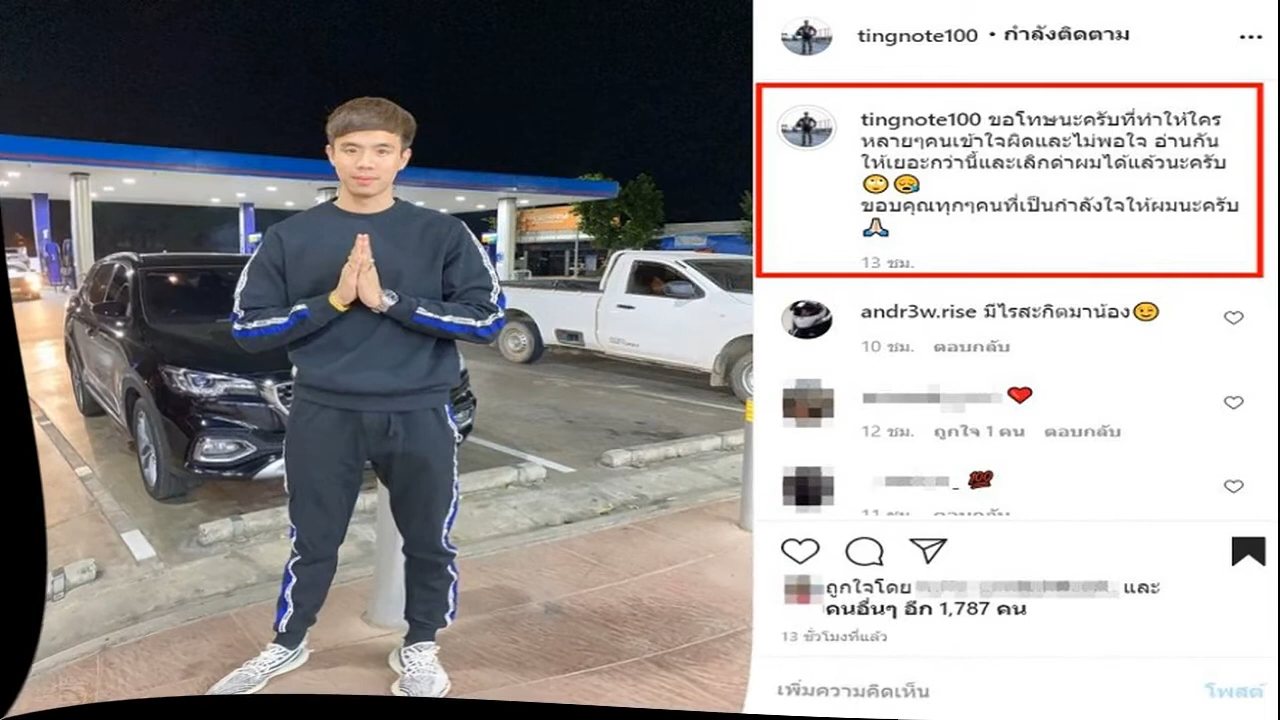 tingnote100 • กำลังติดตาม
tingnote100 ขอโทษนะครับที่ทำให้ใคร
หลายๆคนเข้าใจผิดและไม่พอใจ อ่านกัน
ให้เยอะกว่านี้และเลิกด่าผมได้แล้วนะครับ
🙄😪
ขอบคุณทุกๆคนที่เป็นกำลังใจให้ผมนะครับ
🙏🏻
13 ชม.
andr3w.rise มีไรสะกิดมาน้อง😉
10 ชม. ตอบกลับ
❤️
12 ชม. ถูกใจ 1 คน ตอบกลับ
💯
11 ชม. ตอบกลับ
ถูกใจโดย และ
คนอื่นๆ อีก 1,787 คน
13 ชั่วโมงที่แล้ว
เพิ่มความคิดเห็น โพสต์